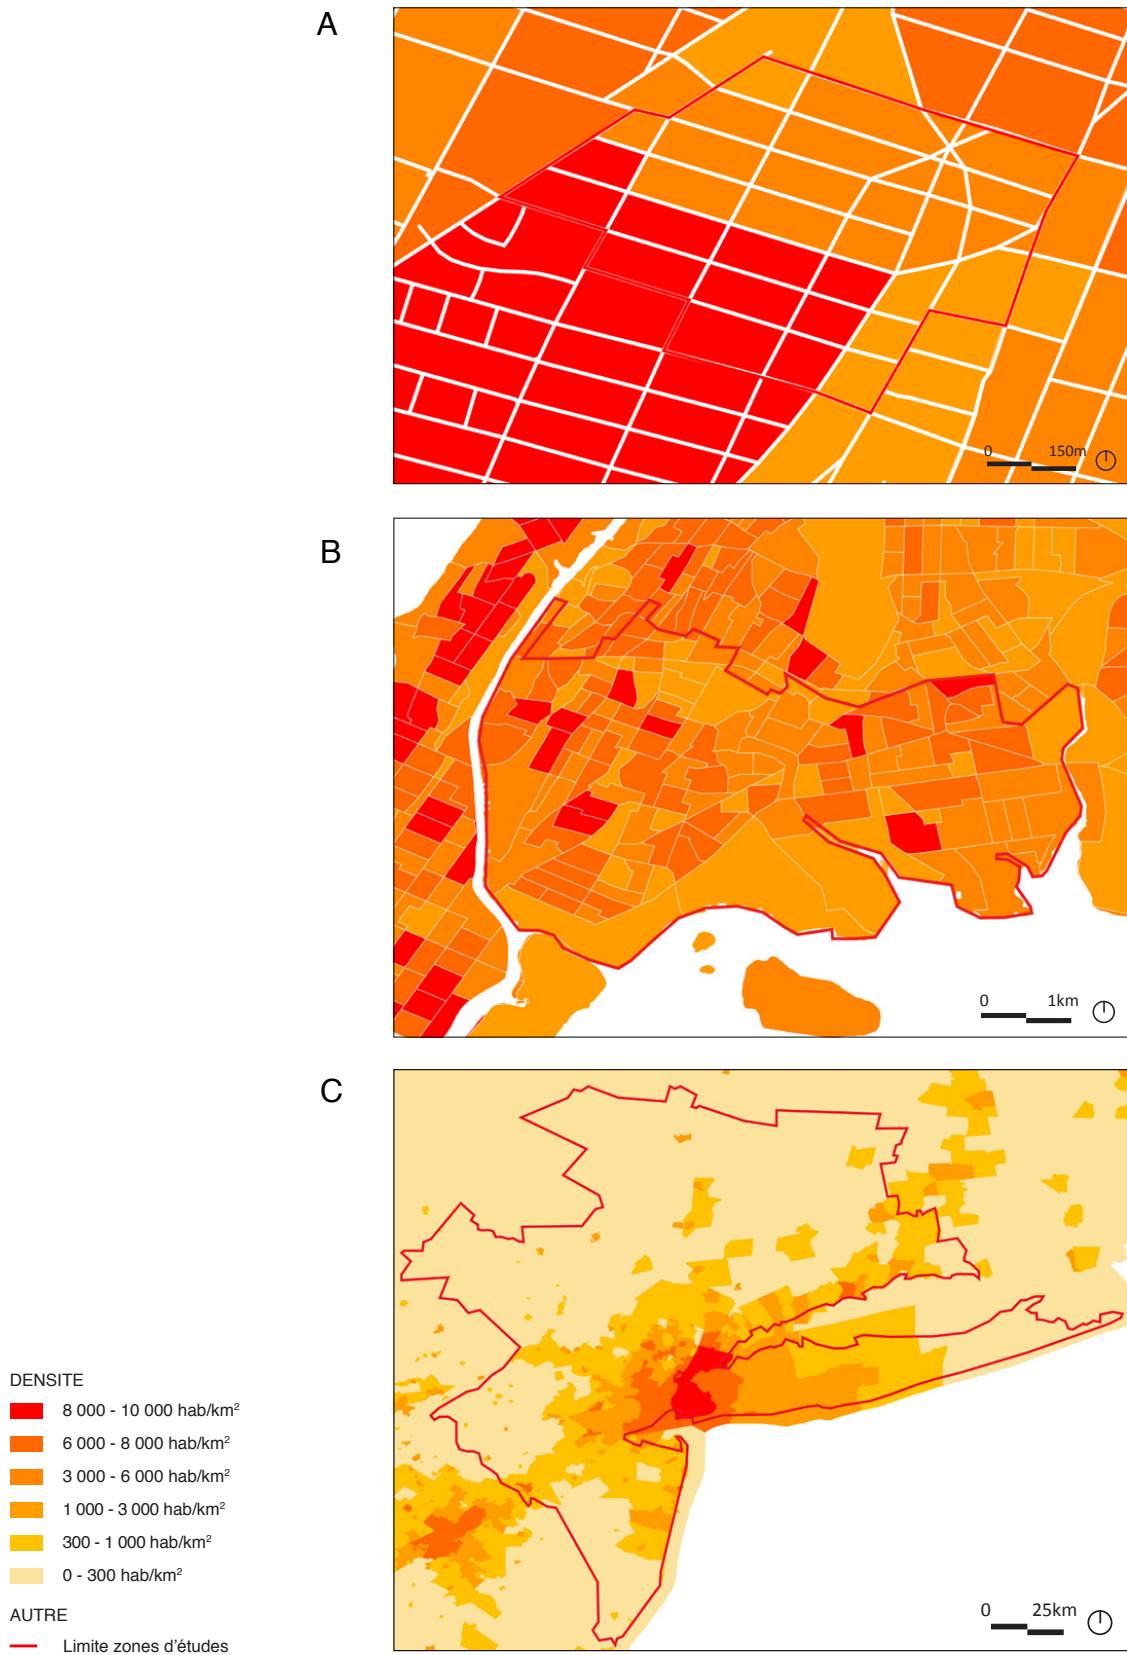 A
0 150m
B
0 1km
C
0 25km
DENSITE
8 000 - 10 000 hab/km²
6 000 - 8 000 hab/km²
3 000 - 6 000 hab/km²
1 000 - 3 000 hab/km²
300 - 1 000 hab/km²
0 - 300 hab/km²
AUTRE
Limite zones d'études